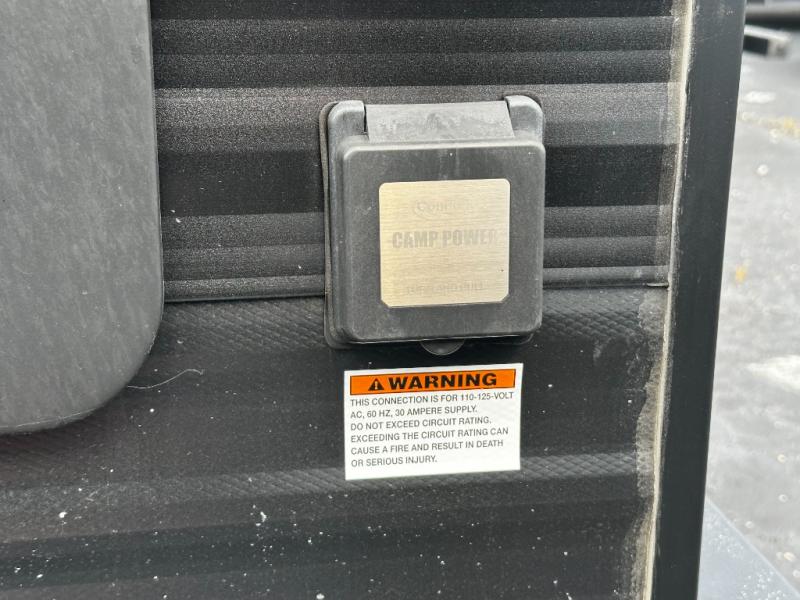 CAMP POWER
WARNING
THIS CONNECTION IS FOR 110-125-VOLT
AC, 60 HZ, 30 AMPERE SUPPLY.
DO NOT EXCEED CIRCUIT RATING.
EXCEEDING THE CIRCUIT RATING CAN
CAUSE A FIRE AND RESULT IN DEATH
OR SERIOUS INJURY.